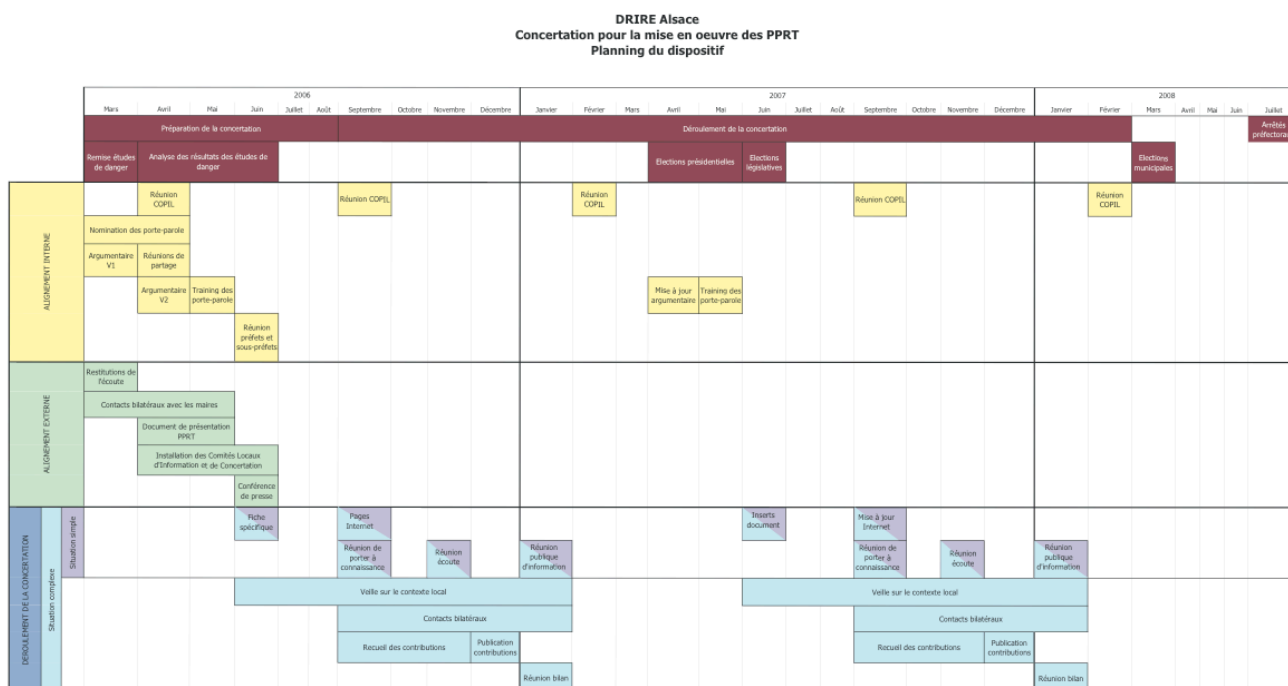 DRIRE Alsace
Concertation pour la mise en oeuvre des PPRT
Planning du dispositif
2006
2007
2008
Mars Avril Mai Juin Juillet Août Septembre Octobre Novembre Décembre Janvier Février Mars Avril Mai Juin Juillet Août Septembre Octobre Novembre Décembre Janvier Février Mars Avril Mai Juin Juillet
Préparation de la concertation
Déroulement de la concertation
Arrêtés
préfectora
Remise études
de danger
Analyse des résultats des études de
danger
Elections présidentielles
Elections
législatives
Elections
municipales
ALIGNEMENT INTERNE
Réunion
COPIL
Réunion COPIL
Réunion
COPIL
Réunion COPIL
Réunion
COPIL
Nomination des porte-parole
Argumentaire
V1
Réunions de
partage
Argumentaire
V2
Training des
porte-parole
Mise à jour
argumentaire
Training des
porte-parole
Réunion
préfets et
sous-préfets
ALIGNEMENT EXTERNE
Restitutions de
l'écoute
Contacts bilatéraux avec les maires
Document de présentation
PPRT
Installation des Comités Locaux
d'Information et de Concertation
Conférence
de presse
DEROULEMENT DE LA CONCERTATION
Situation complexe
Situation simple
Fiche
spécifique
Pages
Internet
Inserts
document
Mise à jour
Internet
Réunion de
porter à
connaissance
Réunion
écoute
Réunion
publique
d'information
Réunion de
porter à
connaissance
Réunion
écoute
Réunion
publique
d'information
Veille sur le contexte local
Veille sur le contexte local
Contacts bilatéraux
Contacts bilatéraux
Recueil des contributions
Publication
contributions
Recueil des contributions
Publication
contributions
Réunion bilan
Réunion bilan